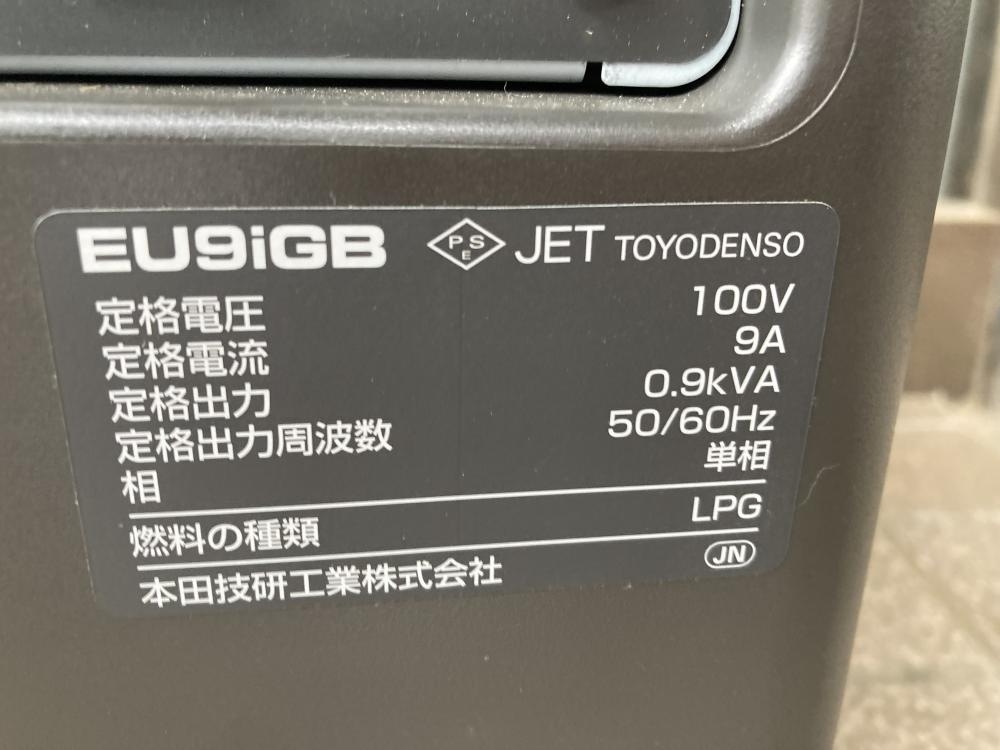 EU9iGB PSE JET TOYODENSO
定格電圧 100V
定格電流 9A
定格出力 0.9kVA
定格出力周波数 50/60Hz
相 単相
燃料の種類 LPG
本田技研工業株式会社 JN